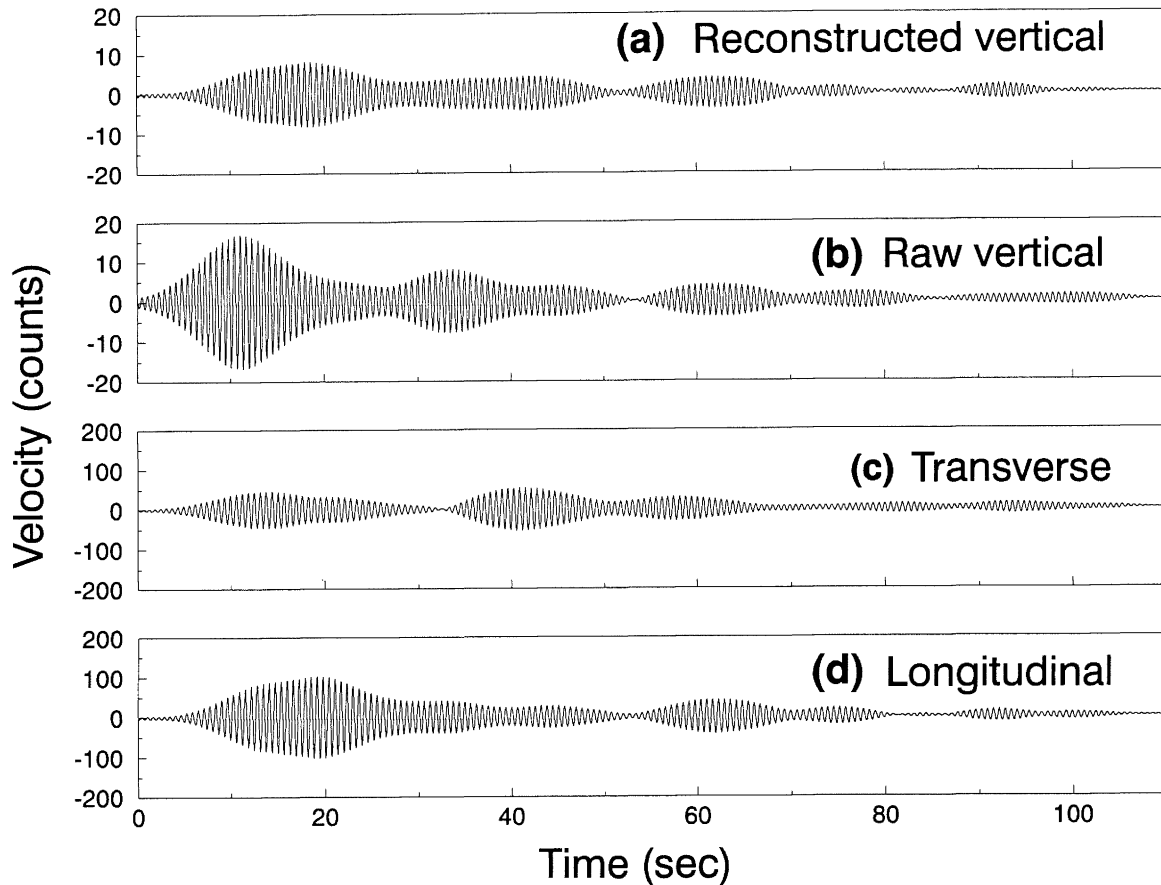 (a) Reconstructed vertical
20
10
0
-10
-20
(b) Raw vertical
20
10
0
-10
-20
Velocity (counts)
(c) Transverse
200
100
0
-100
-200
(d) Longitudinal
200
100
0
-100
-200
0 20 40 60 80 100
Time (sec)